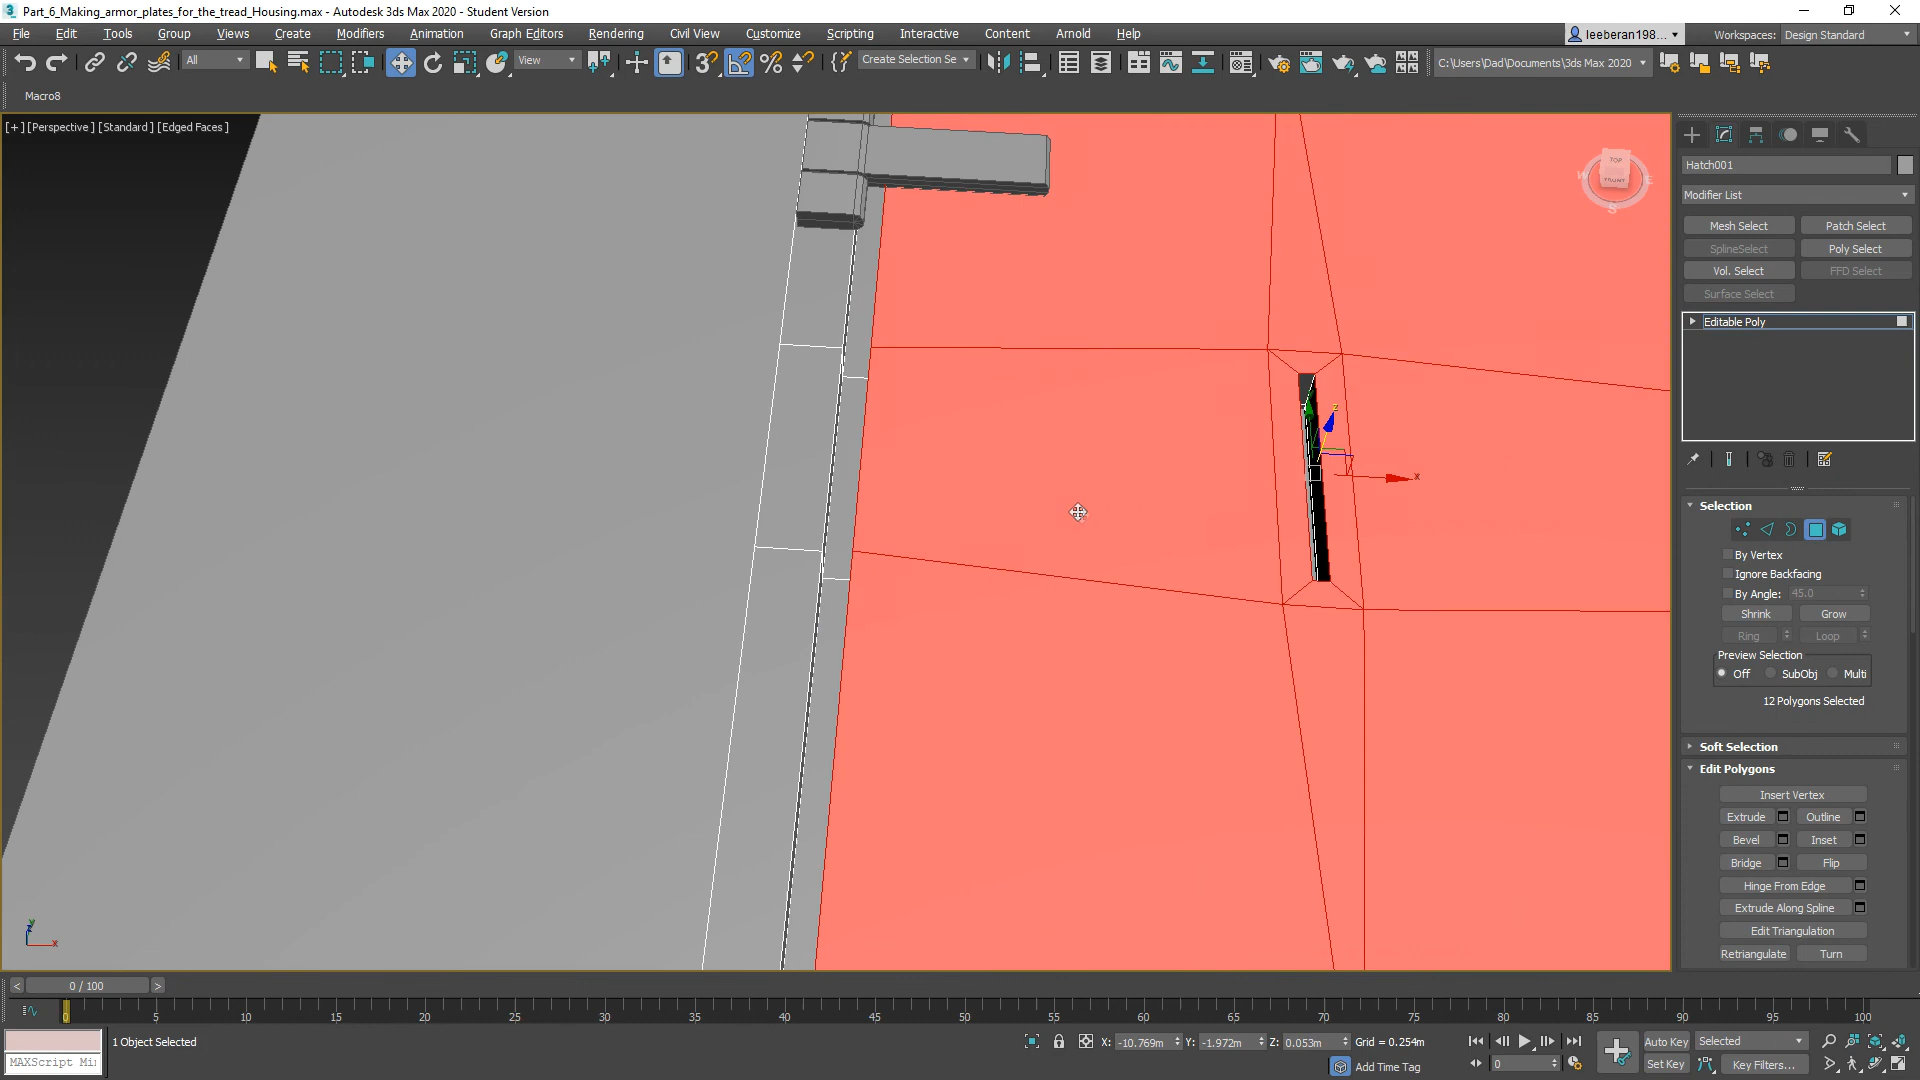 Part_6_Making_armor_plates_for_the_tread_Housing.max - Autodesk 3ds Max 2020 - Student Version
File Edit Tools Group Views Create Modifiers Animation Graph Editors Rendering Civil View Customize Scripting Interactive Content Arnold Help
leeberan198... Workspaces: Design Standard
All View Create Selection Se C:\Users\Dad\Documents\3ds Max 2020
Macro8
[+] [Perspective] [Standard] [Edged Faces]
TOP
FRONT
W E
S
z
x
y
z
x
Hatch001
Modifier List
Mesh Select Patch Select
SplineSelect Poly Select
Vol. Select FFD Select
Surface Select
Editable Poly
Selection
By Vertex
Ignore Backfacing
By Angle: 45.0
Shrink Grow
Ring Loop
Preview Selection
Off SubObj Multi
12 Polygons Selected
Soft Selection
Edit Polygons
Insert Vertex
Extrude Outline
Bevel Inset
Bridge Flip
Hinge From Edge
Extrude Along Spline
Edit Triangulation
Retriangulate Turn
< 0 / 100 >
0 5 10 15 20 25 30 35 40 45 50 55 60 65 70 75 80 85 90 95 100
1 Object Selected
MAXScript Mi
X: -10.769m Y: -1.972m Z: 0.053m Grid = 0.254m
Add Time Tag
0
Auto Key Selected
Set Key Key Filters...